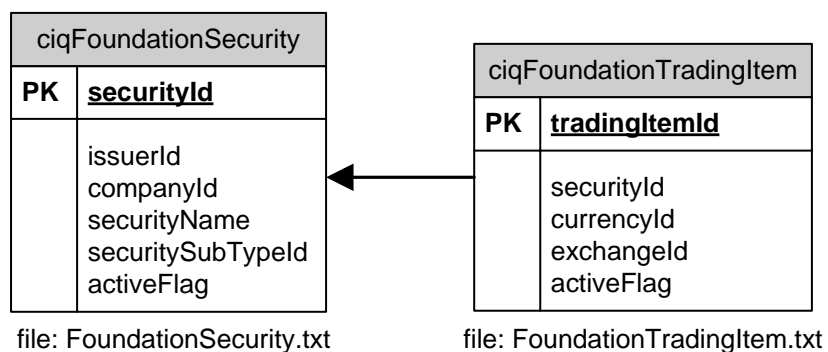 ciqFoundationSecurity
PK securityId
issuerId
companyId
securityName
securitySubTypeId
activeFlag
file: FoundationSecurity.txt
ciqFoundationTradingItem
PK tradingItemId
securityId
currencyId
exchangeId
activeFlag
file: FoundationTradingItem.txt